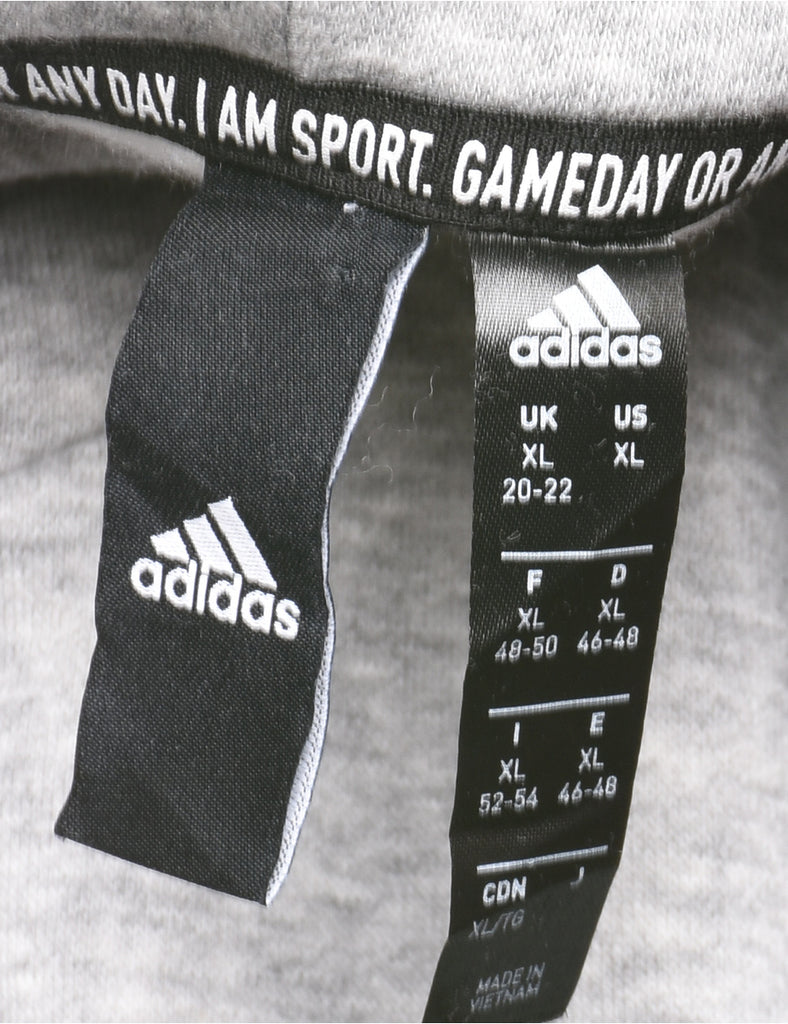 ANY DAY. I AM SPORT. GAMEDAY OR
adidas
adidas
UK US
XL XL
20-22
F D
XL XL
48-50 46-48
I E
XL XL
52-54 46-48
CDN J
XL/TG
MADE IN
VIETNAM